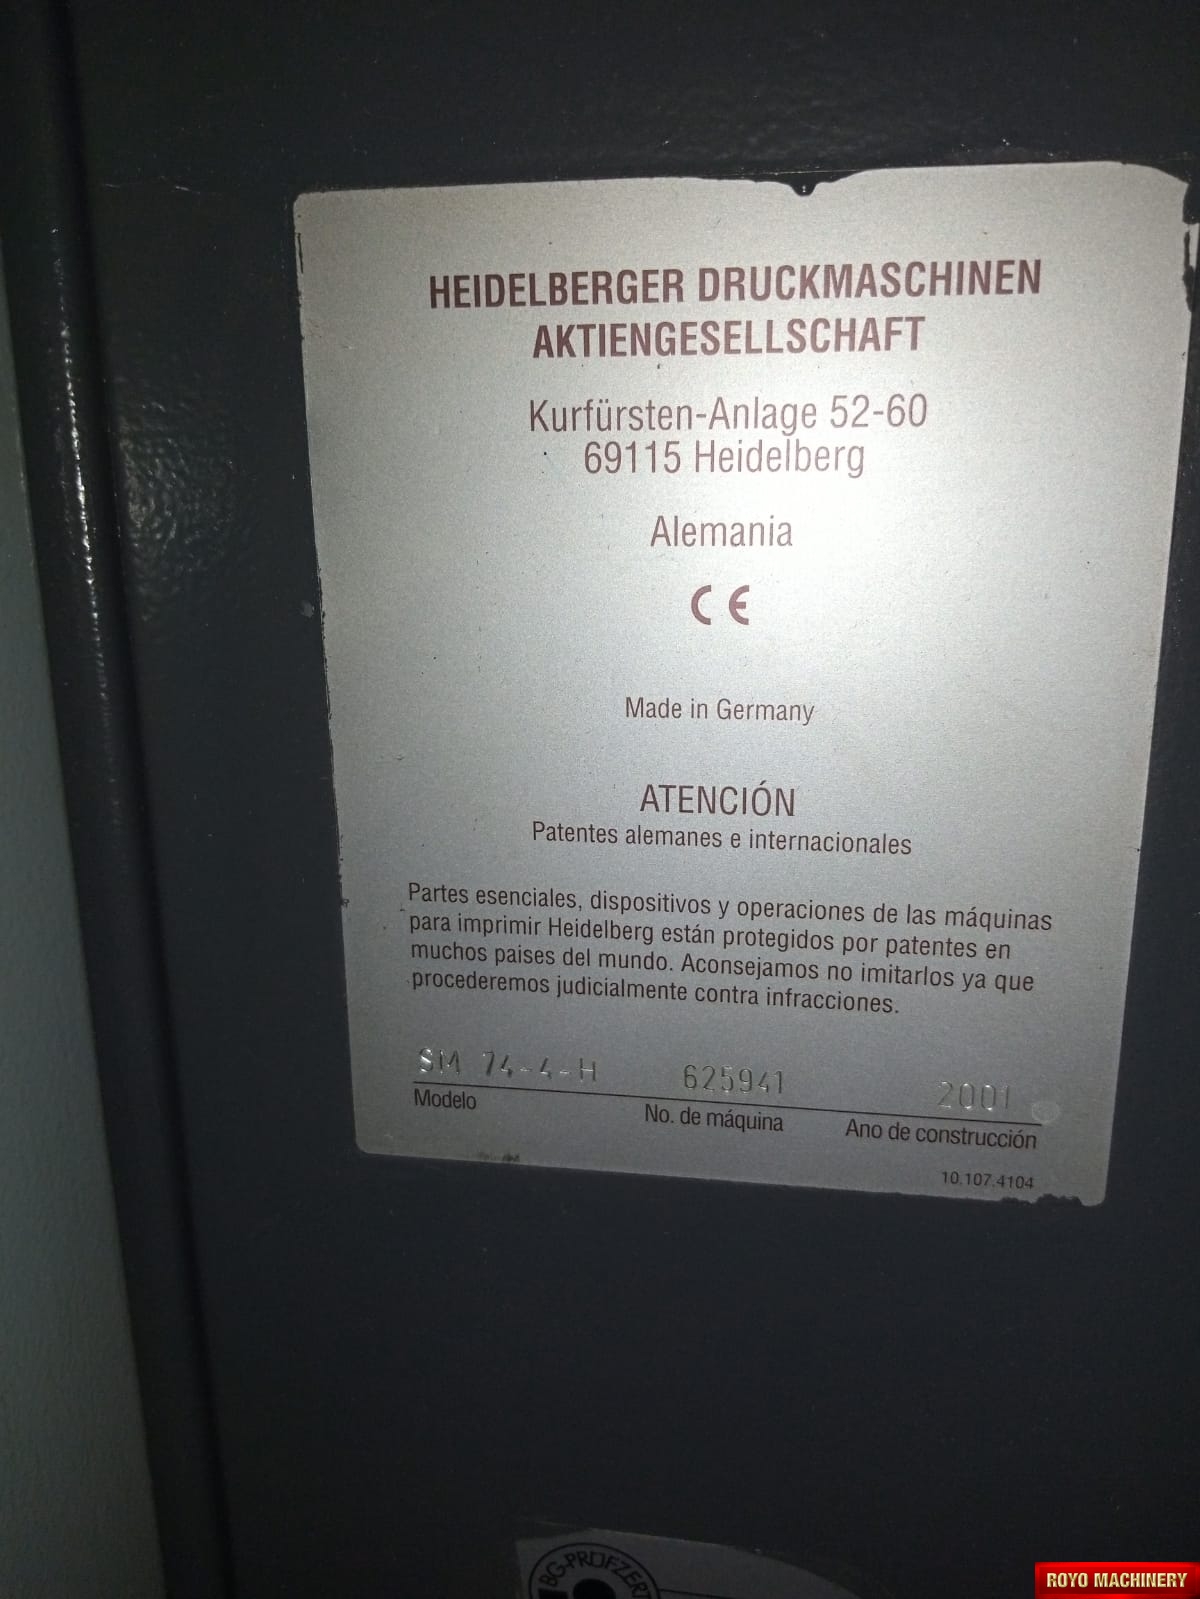 HEIDELBERGER DRUCKMASCHINEN
AKTIENGESELLSCHAFT
Kurfürsten-Anlage 52-60
69115 Heidelberg
Alemania
CE
Made in Germany
ATENCIÓN
Patentes alemanes e internacionales
Partes esenciales, dispositivos y operaciones de las máquinas
para imprimir Heidelberg están protegidos por patentes en
muchos paises del mundo. Aconsejamos no imitarlos ya que
procederemos judicialmente contra infracciones.
SM 74-4-H 625941 2001
Modelo No. de máquina Ano de construcción
10.107.4104
BG-PRÜFZERT
ROYO MACHINERY